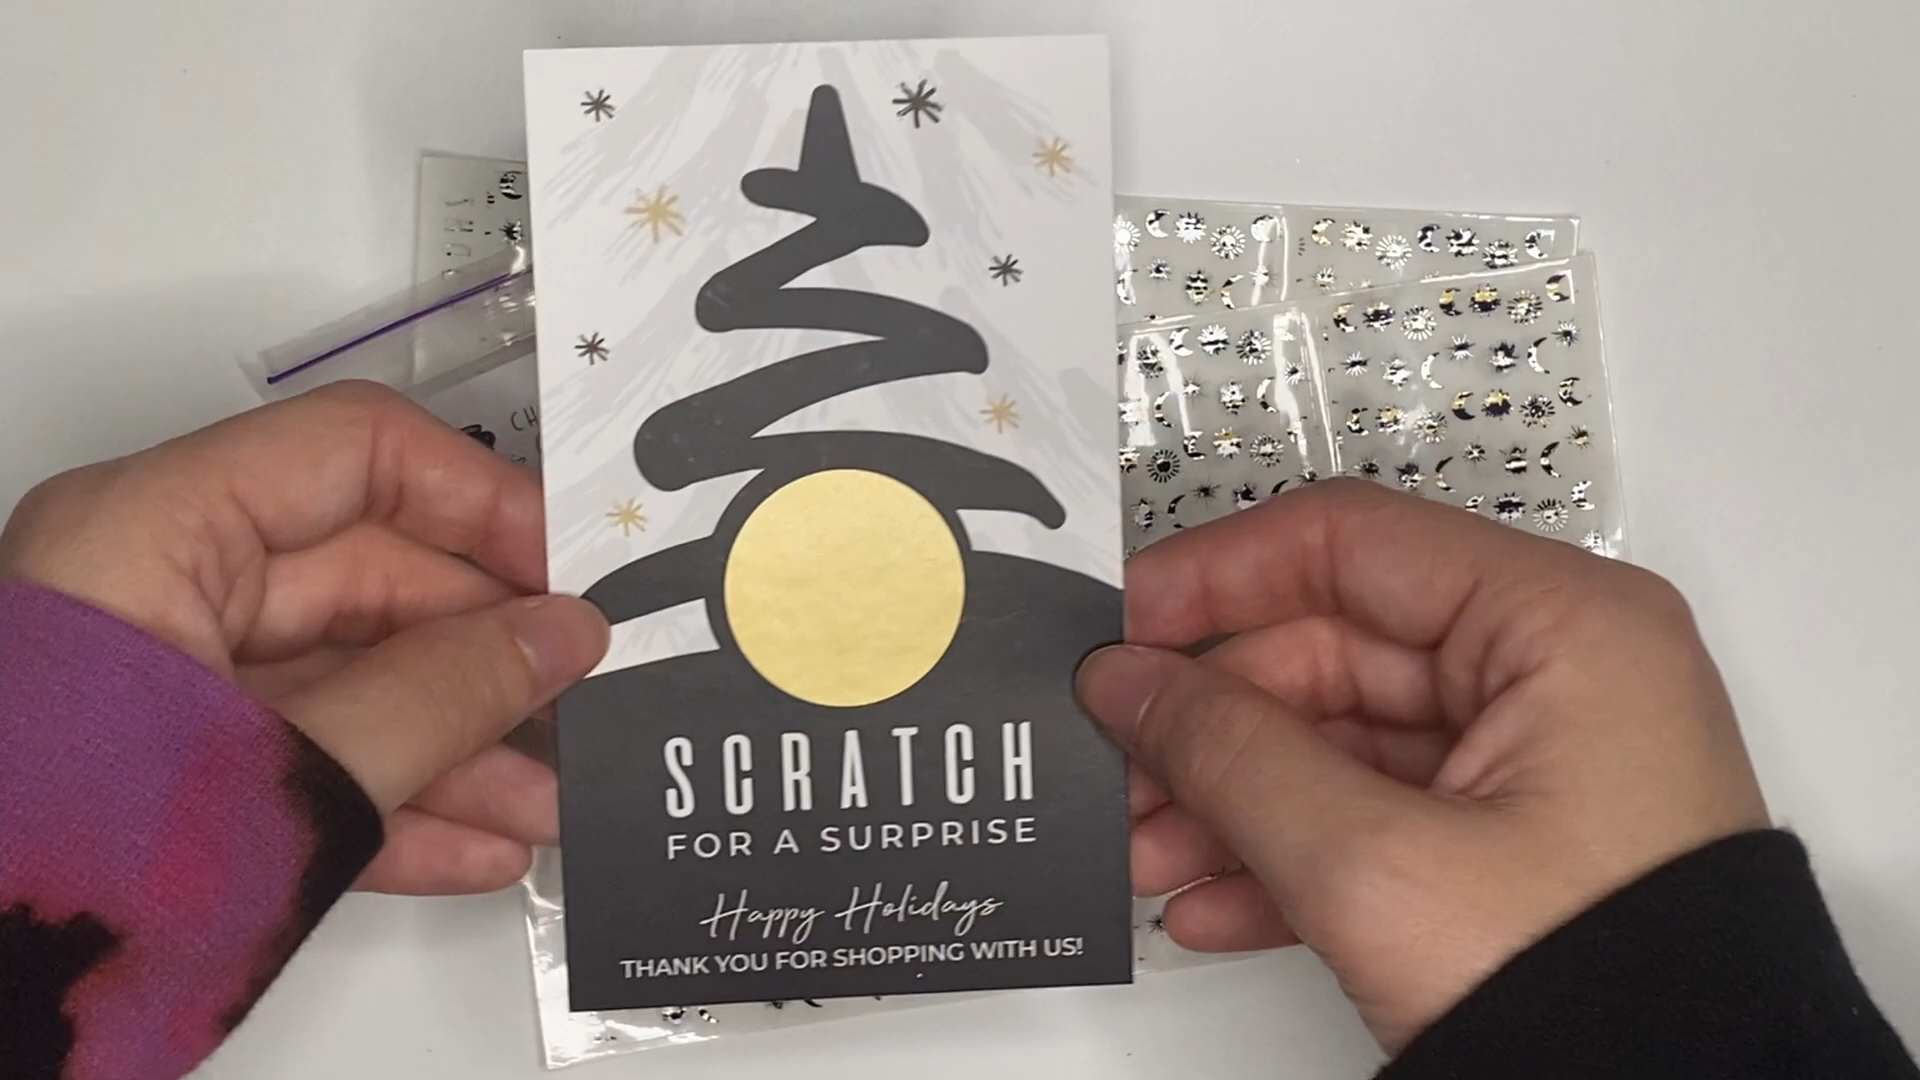 SCRATCH
FOR A SURPRISE
Happy Holidays
THANK YOU FOR SHOPPING WITH US!